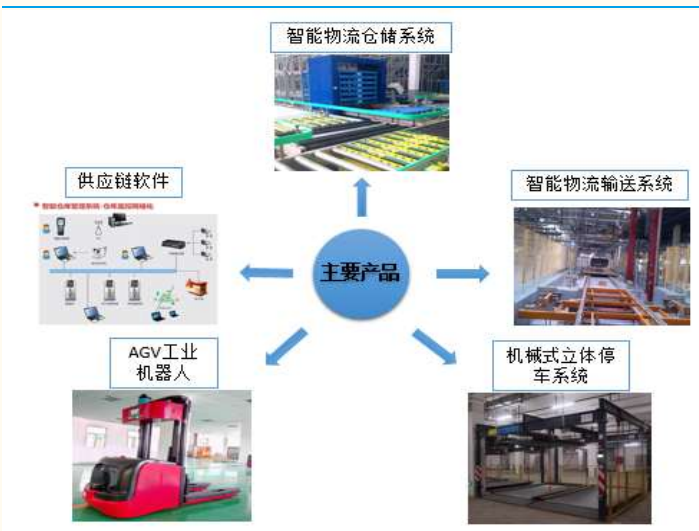 智能物流仓储系统
供应链软件
智能物流输送系统
主要产品
AGV工业
机器人
机械式立体停
车系统